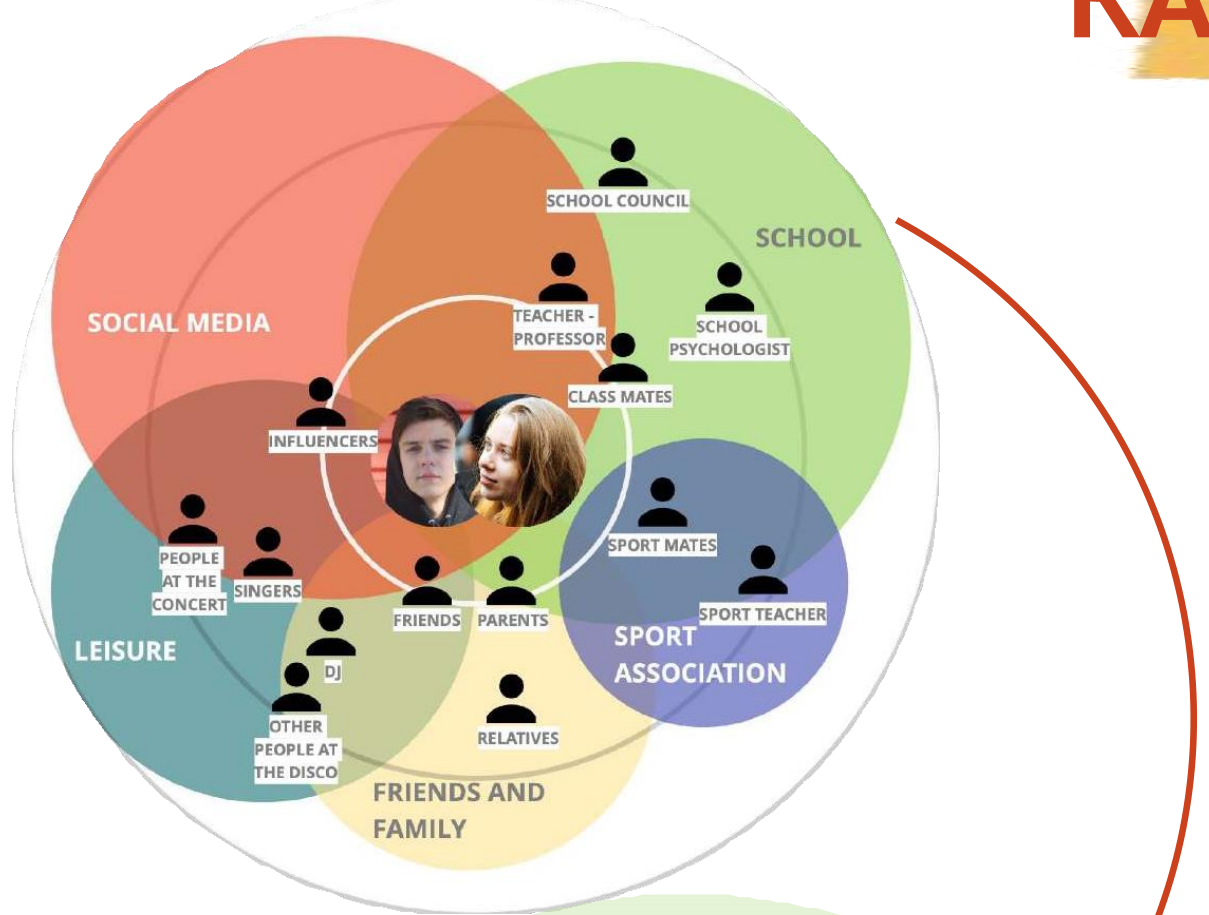 KA
SCHOOL COUNCIL
SCHOOL
TEACHER -
PROFESSOR
SCHOOL
PSYCHOLOGIST
SOCIAL MEDIA
CLASS MATES
INFLUENCERS
SPORT MATES
PEOPLE
AT THE
CONCERT
SINGERS
FRIENDS
PARENTS
SPORT TEACHER
LEISURE
SPORT
ASSOCIATION
DJ
OTHER
PEOPLE AT
THE DISCO
RELATIVES
FRIENDS AND
FAMILY